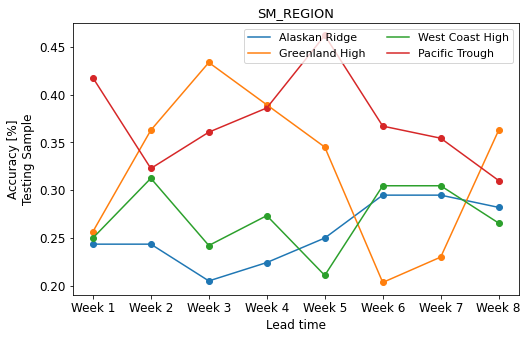 SM_REGION
Alaskan Ridge
Greenland High
West Coast High
Pacific Trough
Accuracy [%]
Testing Sample
0.45
0.40
0.35
0.30
0.25
0.20
Week 1 Week 2 Week 3 Week 4 Week 5 Week 6 Week 7 Week 8
Lead time